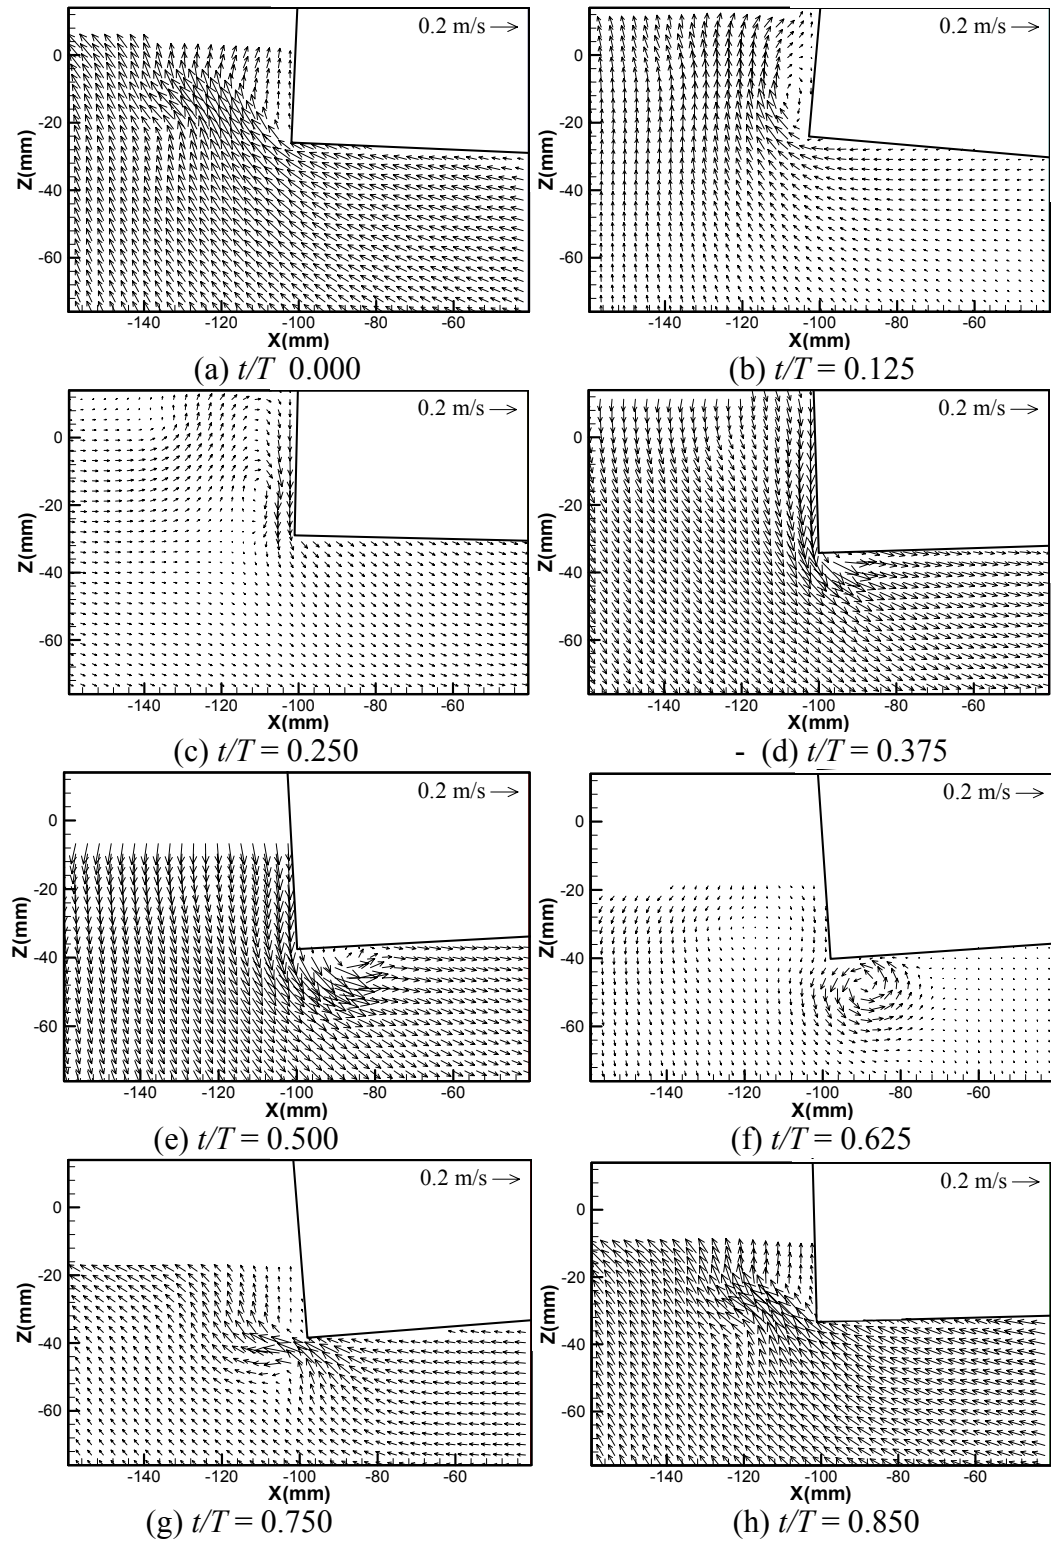 0.2 m/s 0.2 m/s
0 0
-20 -20
Z(mm) Z(mm)
-40 -40
-60 -60
-140 -120 -100 -80 -60 -140 -120 -100 -80 -60
X(mm) X(mm)
(a) t/T 0.000 (b) t/T = 0.125
0.2 m/s 0.2 m/s
0 0
-20 -20
Z(mm) Z(mm)
-40 -40
-60 -60
-140 -120 -100 -80 -60 -140 -120 -100 -80 -60
X(mm) X(mm)
(c) t/T = 0.250 - (d) t/T = 0.375
0.2 m/s 0.2 m/s
0 0
-20 -20
Z(mm) Z(mm)
-40 -40
-60 -60
-140 -120 -100 -80 -60 -140 -120 -100 -80 -60
X(mm) X(mm)
(e) t/T = 0.500 (f) t/T = 0.625
0.2 m/s 0.2 m/s
0 0
-20 -20
Z(mm) Z(mm)
-40 -40
-60 -60
-140 -120 -100 -80 -60 -140 -120 -100 -80 -60
X(mm) X(mm)
(g) t/T = 0.750 (h) t/T = 0.850